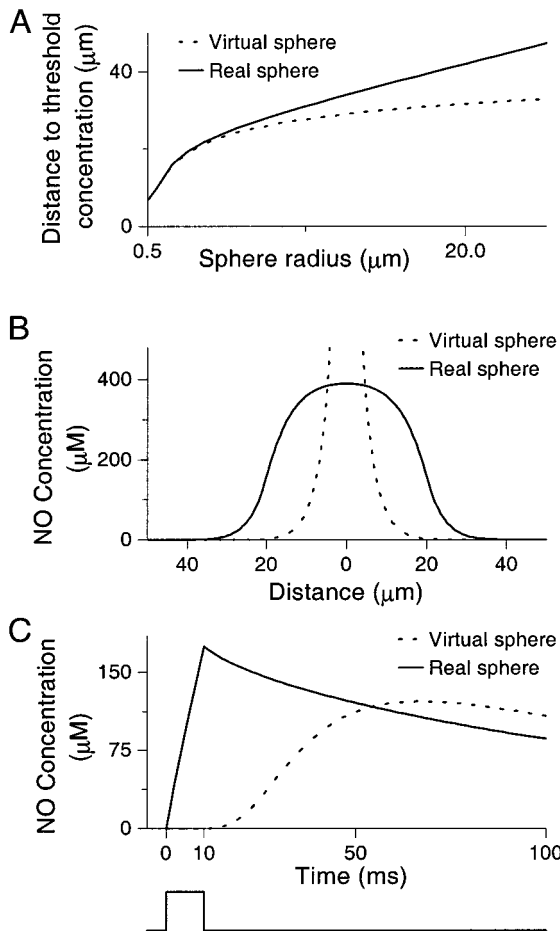 A
Distance to threshold
concentration (μm)
40
0
Virtual sphere
Real sphere
0.5
20.0
Sphere radius (μm)
B
NO Concentration
(μM)
400
200
0
Virtual sphere
Real sphere
40
20
0
20
40
Distance (μm)
C
NO Concentration
(μM)
150
75
0
Virtual sphere
Real sphere
0
10
50
100
Time (ms)